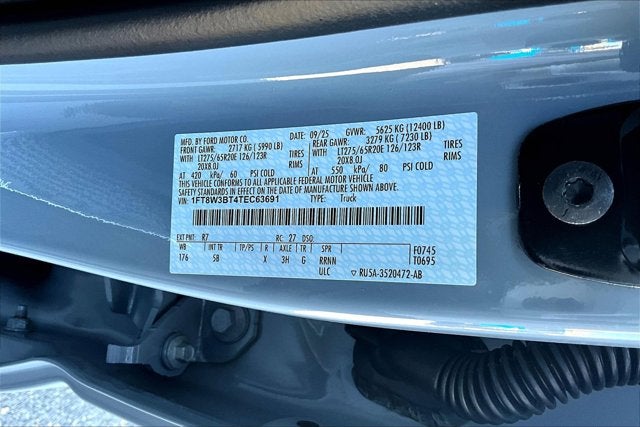 MFD. BY FORD MOTOR CO. DATE: 09/25 GVWR: 5625 KG (12400 LB)
FRONT GAWR: 2717 KG (5990 LB) REAR GAWR: 3279 KG (7230 LB)
WITH LT275/65R20E 126/123R TIRES WITH LT275/65R20E 126/123R TIRES
20X8.0J RIMS 20X8.0J RIMS
AT 420 kPa/ 60 PSI COLD AT 550 kPa/ 80 PSI COLD
THIS VEHICLE CONFORMS TO ALL APPLICABLE FEDERAL MOTOR VEHICLE SAFETY STANDARDS IN
EFFECT ON THE DATE OF MANUFACTURE SHOWN ABOVE.
VIN: 1FT8W3BT4TEC63691 TYPE: Truck
EXT PNT: R7 RC: 27 DSO: F0745
WB INT TR TP/PS R AXLE TR SPR T0695
176 5B X 3H G RRNN
ULC ▽ RU5A-3520472-AB